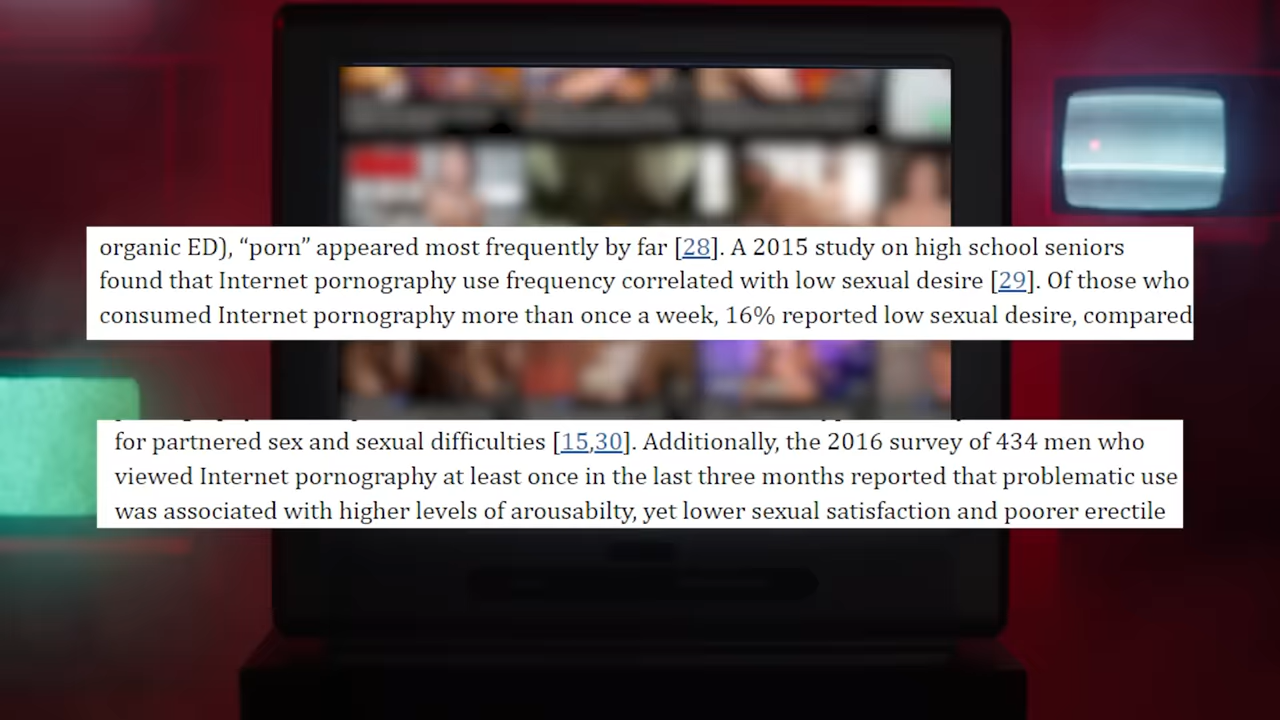 organic ED), “porn” appeared most frequently by far [28]. A 2015 study on high school seniors
found that Internet pornography use frequency correlated with low sexual desire [29]. Of those who
consumed Internet pornography more than once a week, 16% reported low sexual desire, compared
for partnered sex and sexual difficulties [15,30]. Additionally, the 2016 survey of 434 men who
viewed Internet pornography at least once in the last three months reported that problematic use
was associated with higher levels of arousabilty, yet lower sexual satisfaction and poorer erectile